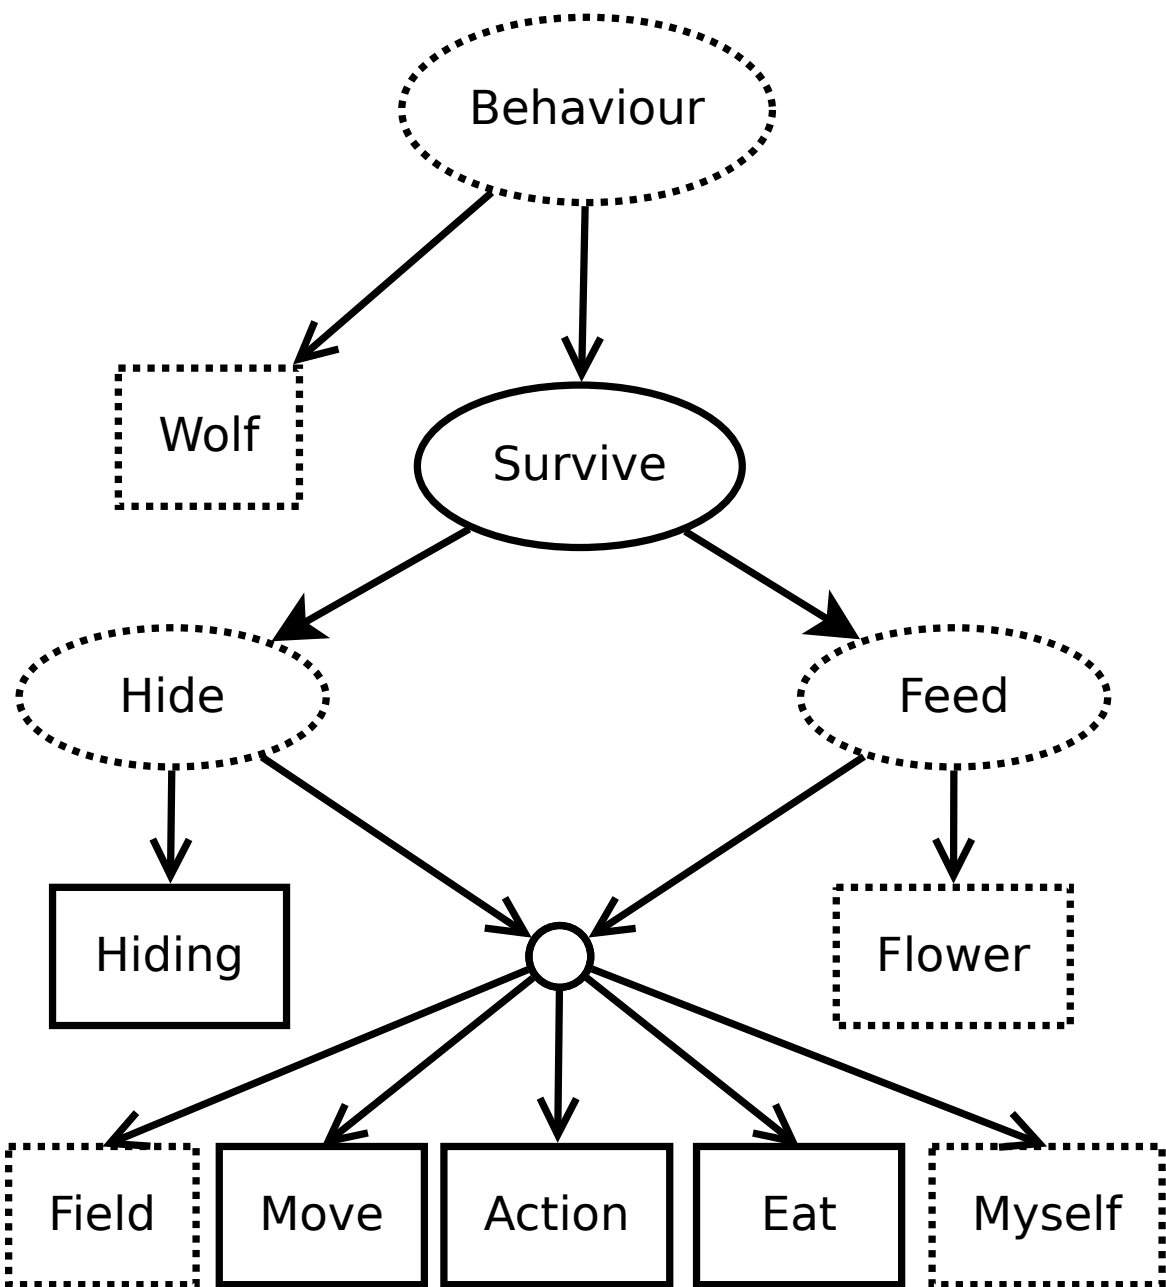 Behaviour
Wolf
Survive
Hide
Feed
Hiding
Flower
Field
Move
Action
Eat
Myself